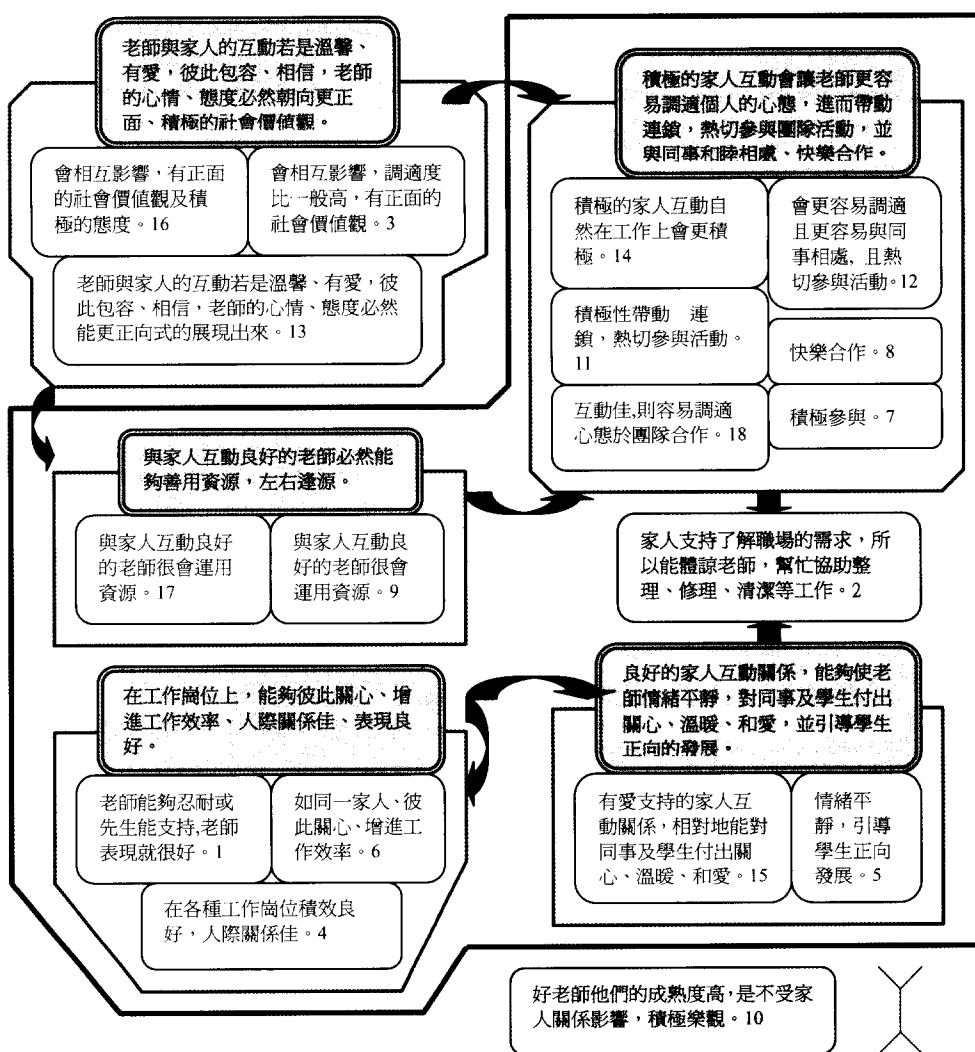 老師與家人的互動若是溫馨、
有愛，彼此包容、相信，老師
的心情、態度必然朝向更正
面、積極的社會價值觀。
會相互影響，有正面
的社會價值觀及積
極的態度。16
會相互影響，調適度
比一般高，有正面的
社會價值觀。3
老師與家人的互動若是溫馨、有愛，彼
此包容、相信，老師的心情、態度必然
能更正向式的展現出來。13
積極的家人互動會讓老師更容
易調適個人的心態，進而帶動
連鎖，熱切參與團隊活動，並
與同事和睦相處、快樂合作。
積極的家人互動自
然在工作上會更積
極。14
會更容易調適
且更容易與同
事相處，且熱
切參與活動。12
積極性帶動　連
鎖，熱切參與活動。
11
快樂合作。8
互動佳,則容易調適
心態於團隊合作。18
積極參與。7
與家人互動良好的老師必然能
夠善用資源，左右逢源。
與家人互動良好
的老師很會運用
資源。17
與家人互動良
好的老師很會
運用資源。9
家人支持了解職場的需求，所
以能體諒老師，幫忙協助整
理、修理、清潔等工作。2
在工作崗位上，能夠彼此關心、增
進工作效率、人際關係佳、表現良
好。
老師能夠忍耐或
先生能支持,老師
表現就很好。1
如同一家人、彼
此關心、增進工
作效率。6
在各種工作崗位積效良
好，人際關係佳。4
良好的家人互動關係，能夠使老
師情緒平靜，對同事及學生付出
關心、溫暖、和愛，並引導學生
正向的發展。
有愛支持的家人互
動關係，相對地能對
同事及學生付出關
心、溫暖、和愛。15
情緒平
靜，引導
學生正向
發展。5
好老師他們的成熟度高，是不受家
人關係影響，積極樂觀。10